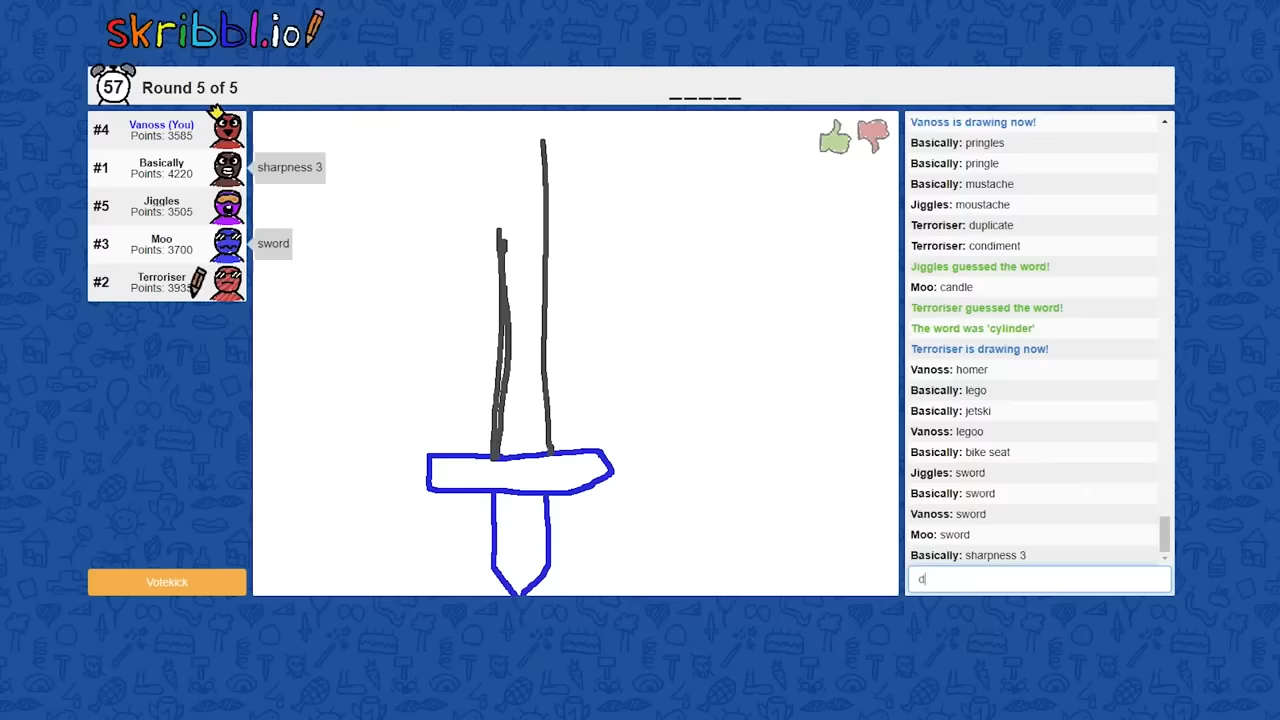 skribbl.io
57
Round 5 of 5
_ _ _ _ _
#4 Vanoss (You)
Points: 3585
#1 Basically
Points: 4220
sharpness 3
#5 Jiggles
Points: 3505
#3 Moo
Points: 3700
sword
#2 Terroriser
Points: 3935
Votekick
Vanoss is drawing now!
Basically: pringles
Basically: pringle
Basically: mustache
Jiggles: moustache
Terroriser: duplicate
Terroriser: condiment
Jiggles guessed the word!
Moo: candle
Terroriser guessed the word!
The word was 'cylinder'
Terroriser is drawing now!
Vanoss: homer
Basically: lego
Basically: jetski
Vanoss: legoo
Basically: bike seat
Jiggles: sword
Basically: sword
Vanoss: sword
Moo: sword
Basically: sharpness 3
d